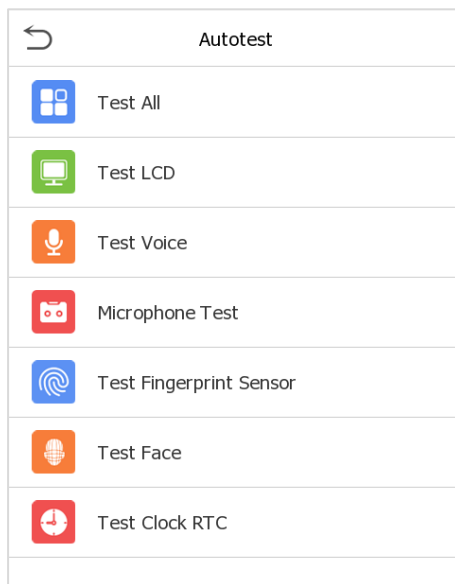 Autotest
Test All
Test LCD
Test Voice
Microphone Test
Test Fingerprint Sensor
Test Face
Test Clock RTC